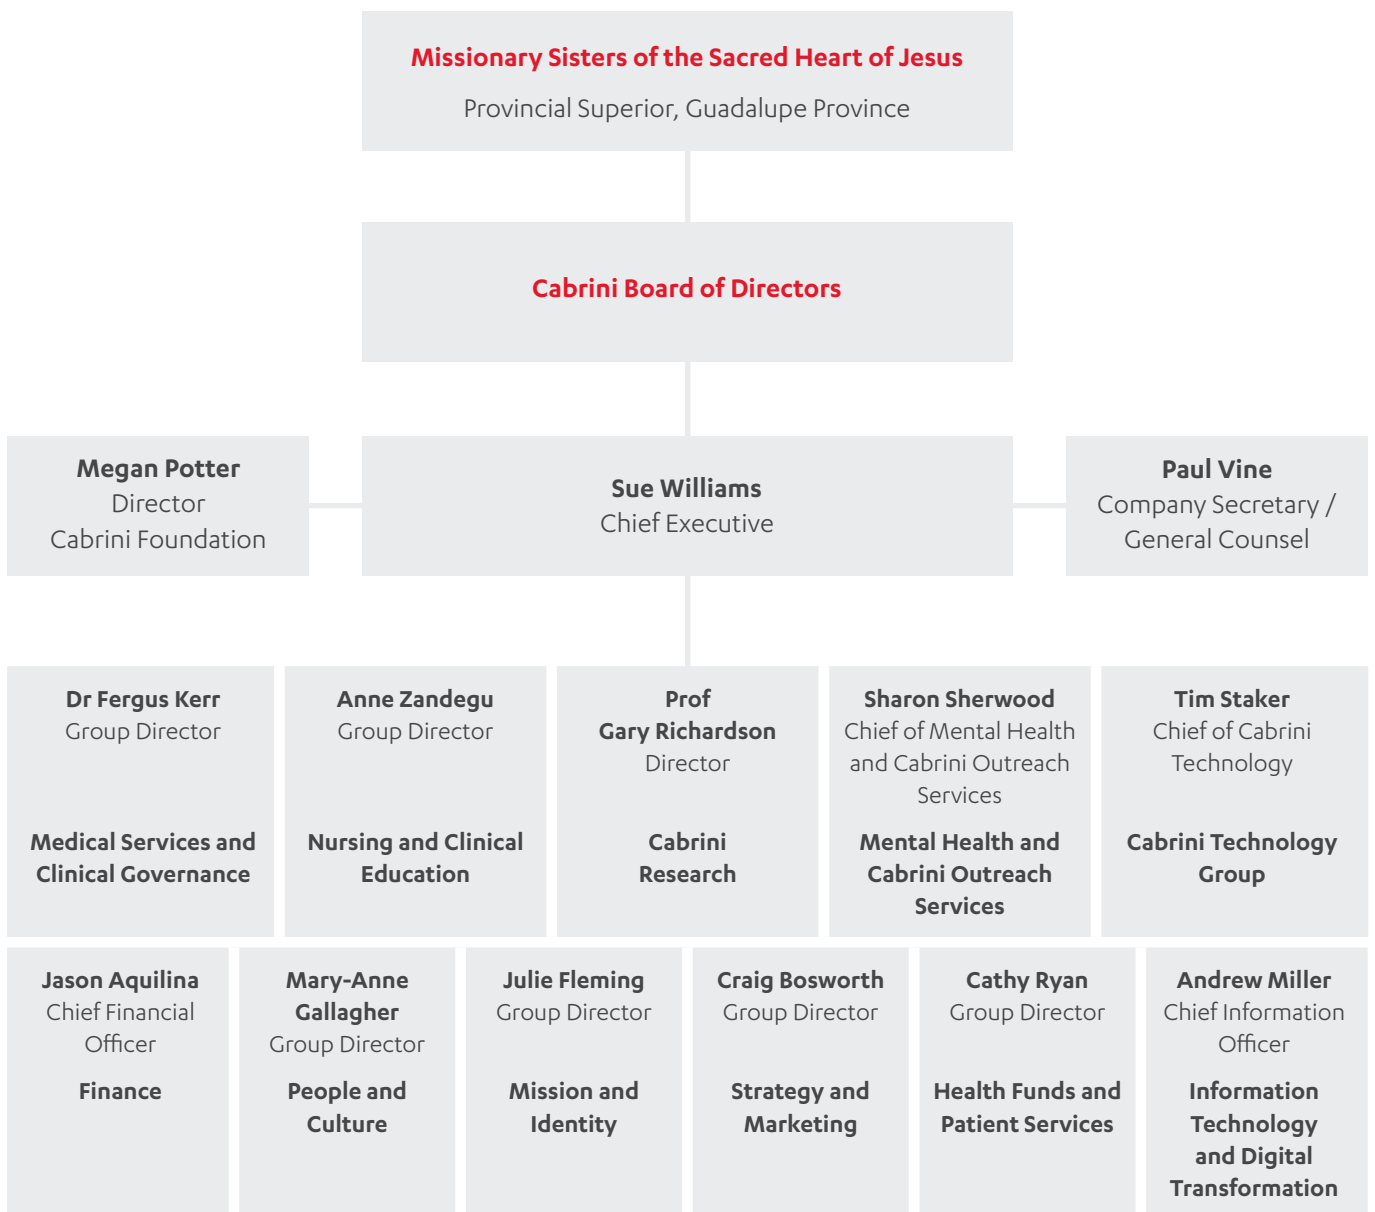 Missionary Sisters of the Sacred Heart of Jesus
Provincial Superior, Guadalupe Province
Cabrini Board of Directors
Megan Potter
Director
Cabrini Foundation
Sue Williams
Chief Executive
Paul Vine
Company Secretary /
General Counsel
Dr Fergus Kerr
Group Director
Medical Services and
Clinical Governance
Anne Zandegu
Group Director
Nursing and Clinical
Education
Prof
Gary Richardson
Director
Cabrini
Research
Sharon Sherwood
Chief of Mental Health
and Cabrini Outreach
Services
Mental Health and
Cabrini Outreach
Services
Tim Staker
Chief of Cabrini
Technology
Cabrini Technology
Group
Jason Aquilina
Chief Financial
Officer
Finance
Mary-Anne
Gallagher
Group Director
People and
Culture
Julie Fleming
Group Director
Mission and
Identity
Craig Bosworth
Group Director
Strategy and
Marketing
Cathy Ryan
Group Director
Health Funds and
Patient Services
Andrew Miller
Chief Information
Officer
Information
Technology
and Digital
Transformation